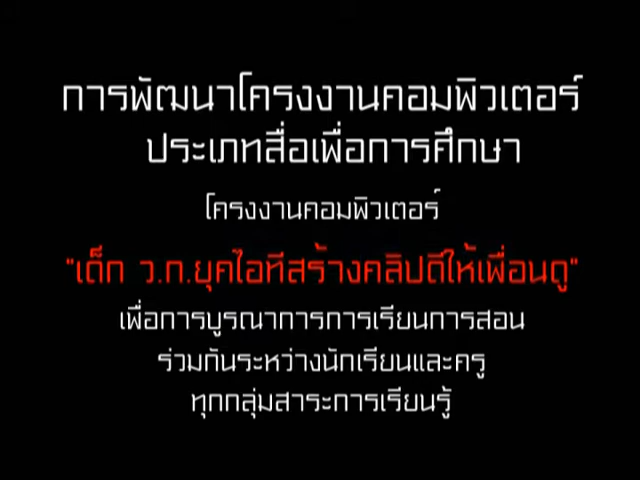 การพัฒนาโครงงานคอมพิวเตอร์
ประเภทสื่อเพื่อการศึกษา
โครงงานคอมพิวเตอร์
"เด็ก ว.ก.ยุคไอทีสร้างคลิปดีให้เพื่อนดู"
เพื่อการบูรณาการการเรียนการสอน
ร่วมกันระหว่างนักเรียนและครู
ทุกกลุ่มสาระการเรียนรู้